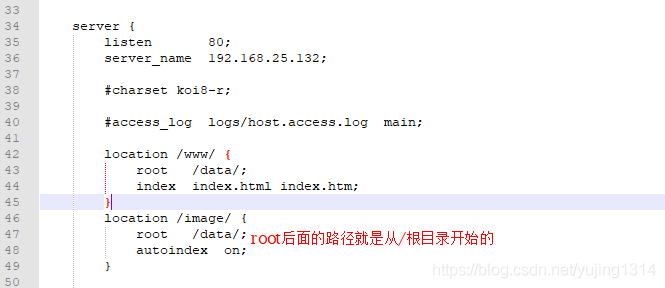 33
34 server {
35 listen 80;
36 server_name 192.168.25.132;
37
38 #charset koi8-r;
39
40 #access_log logs/host.access.log main;
41
42 location /www/ {
43 root /data/;
44 index index.html index.htm;
45 }
46 location /image/ {
47 root /data/; root后面的路径就是从/根目录开始的
48 autoindex on;
49 }
50
https://blog.csdn.net/yujing1314